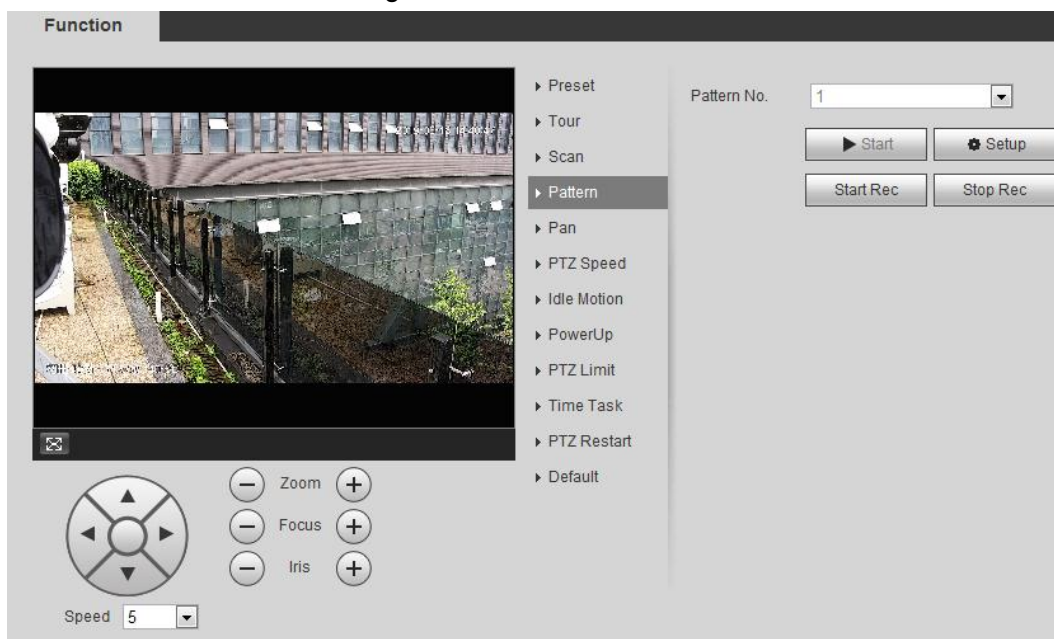 Function
Preset
Tour
Scan
Pattern
Pan
PTZ Speed
Idle Motion
PowerUp
PTZ Limit
Time Task
PTZ Restart
Default
Pattern No. 1
Start Setup
Start Rec Stop Rec
Zoom
Focus
Iris
Speed 5